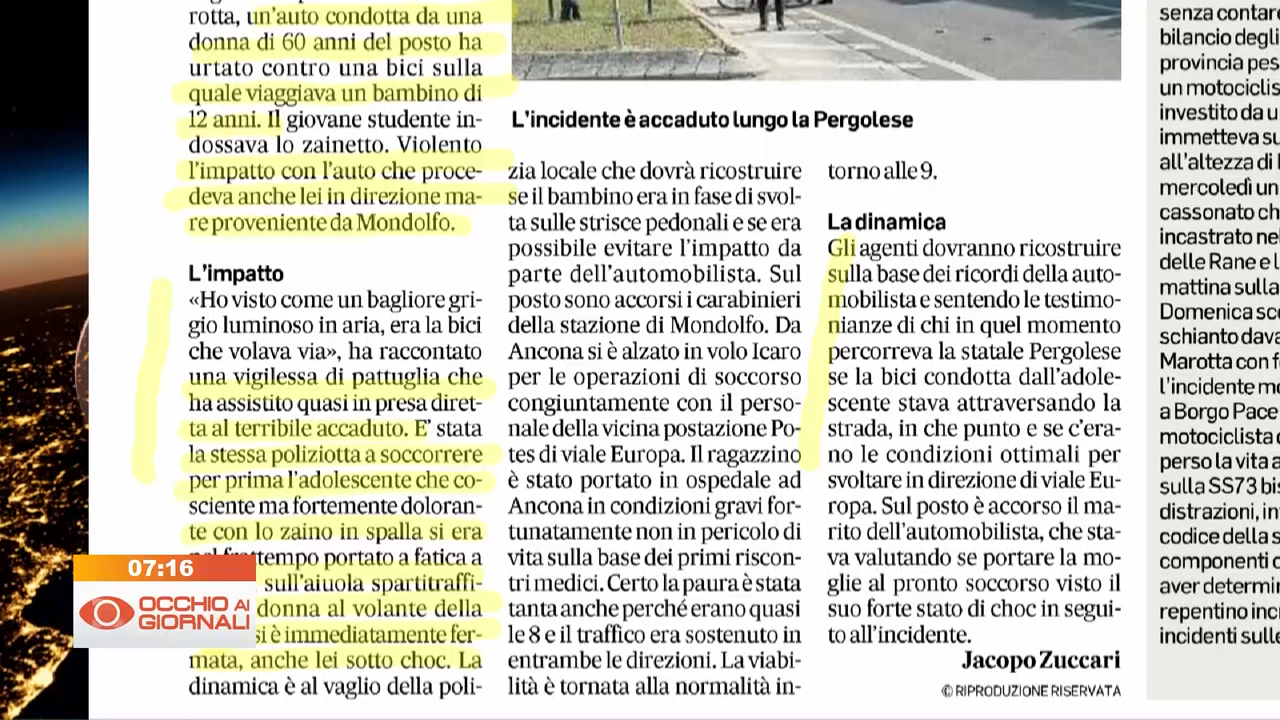 rotta, un'auto condotta da una
donna di 60 anni del posto ha
urtato contro una bici sulla
quale viaggiava un bambino di
12 anni. Il giovane studente in-
dossava lo zainetto. Violento
l'impatto con l'auto che proce-
deva anche lei in direzione ma-
re proveniente da Mondolfo.
L'impatto
«Ho visto come un bagliore gri-
gio luminoso in aria, era la bici
che volava via», ha raccontato
una vigilessa di pattuglia che
ha assistito quasi in presa diret-
ta al terribile accaduto. E' stata
la stessa poliziotta a soccorrere
per prima l'adolescente che co-
sciente ma fortemente doloran-
te con lo zaino in spalla si era
nel frattempo portato a fatica a
sull'aiuola spartitraffi-
donna al volante della
si è immediatamente fer-
mata, anche lei sotto choc. La
dinamica è al vaglio della poli-
L'incidente è accaduto lungo la Pergolese
zia locale che dovrà ricostruire
se il bambino era in fase di svol-
ta sulle strisce pedonali e se era
possibile evitare l'impatto da
parte dell'automobilista. Sul
posto sono accorsi i carabinieri
della stazione di Mondolfo. Da
Ancona si è alzato in volo Icaro
per le operazioni di soccorso
congiuntamente con il perso-
nale della vicina postazione Po-
tes di viale Europa. Il ragazzino
è stato portato in ospedale ad
Ancona in condizioni gravi for-
tunatamente non in pericolo di
vita sulla base dei primi riscon-
tri medici. Certo la paura è stata
tanta anche perché erano quasi
le 8 e il traffico era sostenuto in
entrambe le direzioni. La viabi-
lità è tornata alla normalità in-
torno alle 9.
La dinamica
Gli agenti dovranno ricostruire
sulla base dei ricordi della auto-
mobilista e sentendo le testimo-
nianze di chi in quel momento
percorreva la statale Pergolese
se la bici condotta dall'adole-
scente stava attraversando la
strada, in che punto e se c'era-
no le condizioni ottimali per
svoltare in direzione di viale Eu-
ropa. Sul posto è accorso il ma-
rito dell'automobilista, che sta-
va valutando se portare la mo-
glie al pronto soccorso visto il
suo forte stato di choc in segui-
to all'incidente.
Jacopo Zuccari
© RIPRODUZIONE RISERVATA
senza contar
bilancio degli
provincia pes
un motociclis
investito da u
immetteva su
all'altezza di
mercoledì un
cassonato ch
incastrato nel
delle Rane e l
mattina sulla
Domenica sco
schianto dava
Marotta con f
l'incidente mo
a Borgo Pace
motociclista
perso la vita a
sulla SS73 bis
distrazioni, in
codice della s
componenti
aver determi
repentino inc
incidenti sulle
07:16
OCCHIO AI
GIORNALI